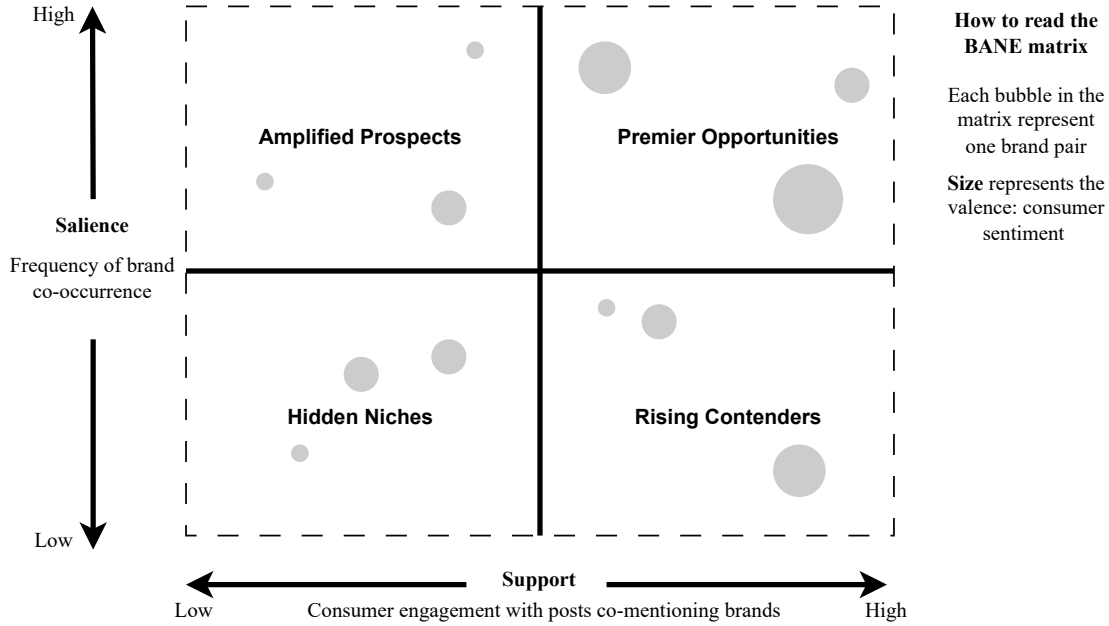 High
How to read the
BANE matrix
Each bubble in the
matrix represent
one brand pair
Size represents the
valence: consumer
sentiment
Amplified Prospects
Premier Opportunities
Salience
Frequency of brand
co-occurrence
Hidden Niches
Rising Contenders
Low
Support
Low
Consumer engagement with posts co-mentioning brands
High